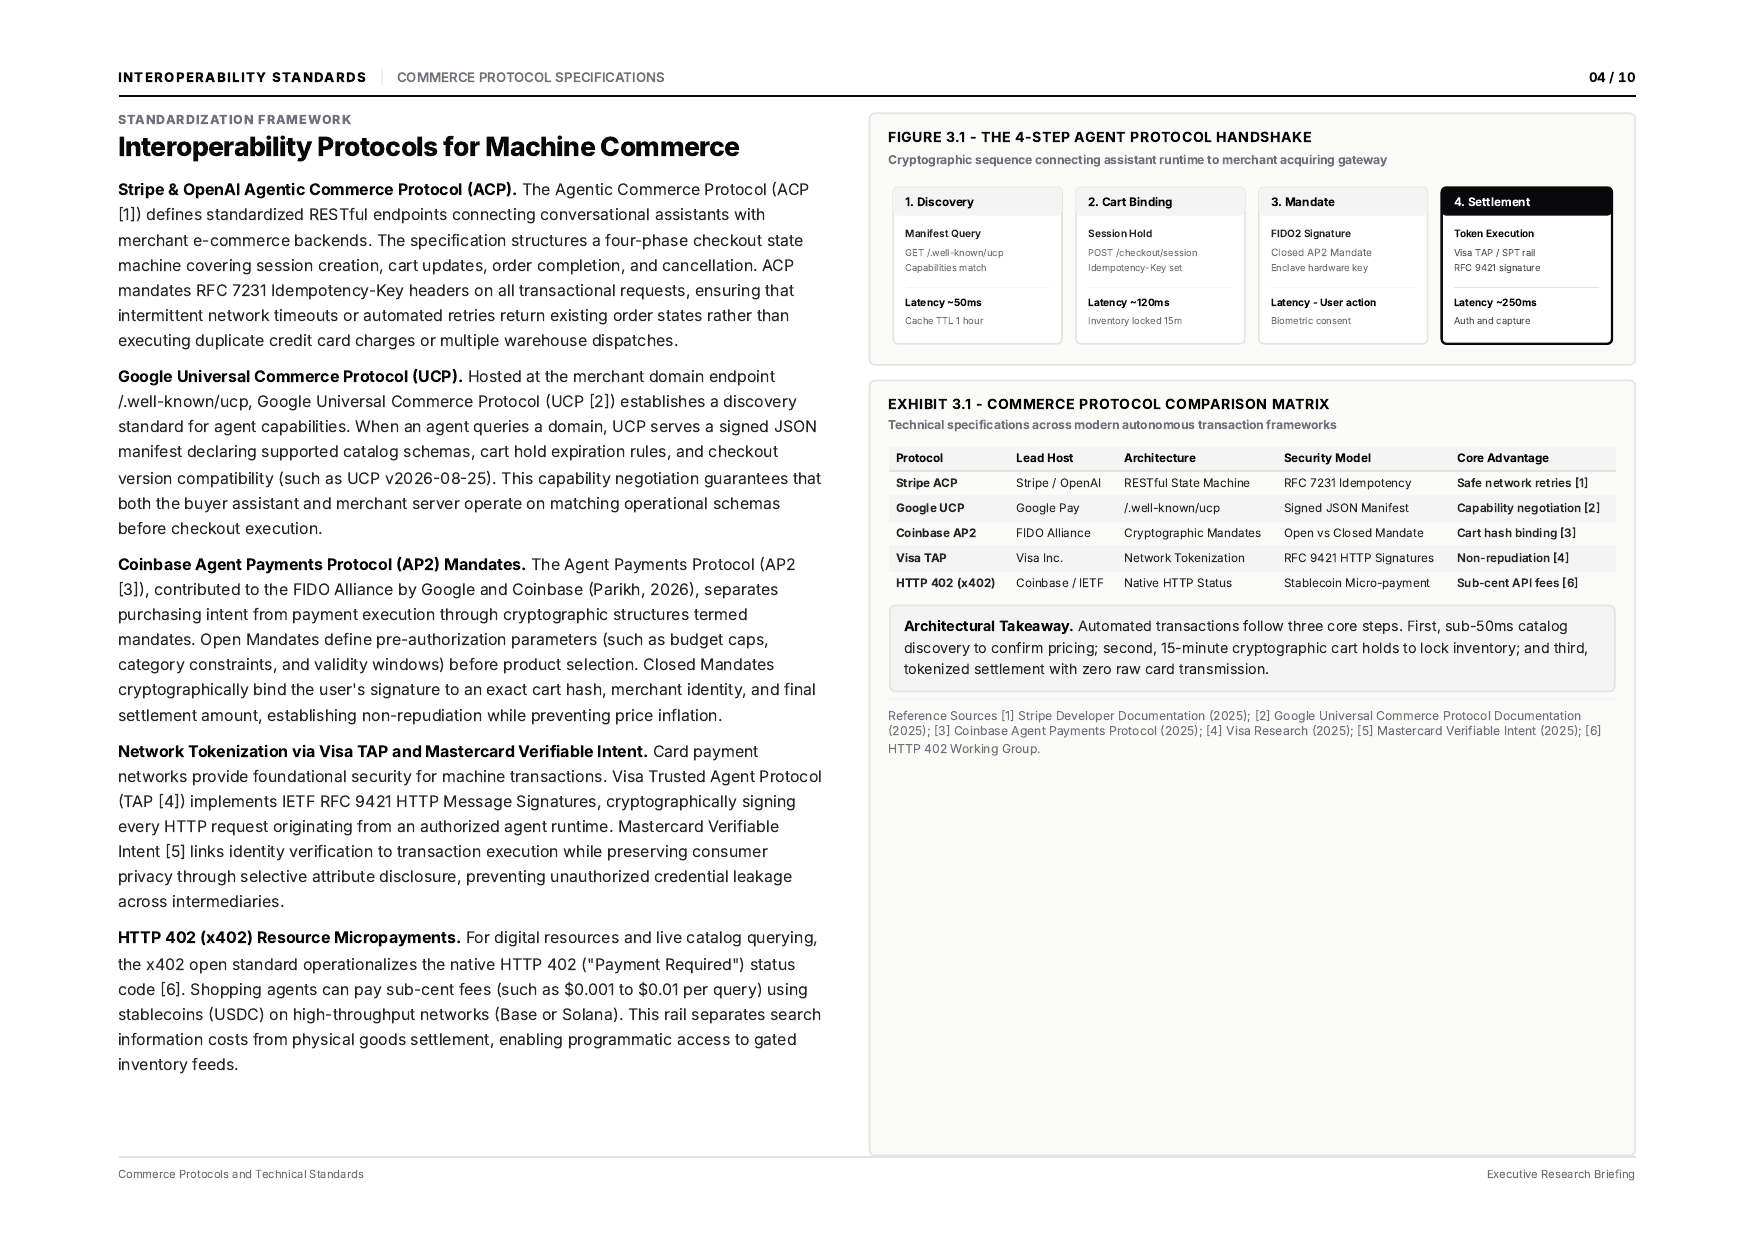 INTEROPERABILITY STANDARDS | COMMERCE PROTOCOL SPECIFICATIONS 04 / 10
STANDARDIZATION FRAMEWORK
Interoperability Protocols for Machine Commerce
Stripe & OpenAI Agentic Commerce Protocol (ACP). The Agentic Commerce Protocol (ACP
[1]) defines standardized RESTful endpoints connecting conversational assistants with
merchant e-commerce backends. The specification structures a four-phase checkout state
machine covering session creation, cart updates, order completion, and cancellation. ACP
mandates RFC 7231 Idempotency-Key headers on all transactional requests, ensuring that
intermittent network timeouts or automated retries return existing order states rather than
executing duplicate credit card charges or multiple warehouse dispatches.
Google Universal Commerce Protocol (UCP). Hosted at the merchant domain endpoint
/.well-known/ucp, Google Universal Commerce Protocol (UCP [2]) establishes a discovery
standard for agent capabilities. When an agent queries a domain, UCP serves a signed JSON
manifest declaring supported catalog schemas, cart hold expiration rules, and checkout
version compatibility (such as UCP v2026-08-25). This capability negotiation guarantees that
both the buyer assistant and merchant server operate on matching operational schemas
before checkout execution.
Coinbase Agent Payments Protocol (AP2) Mandates. The Agent Payments Protocol (AP2
[3]), contributed to the FIDO Alliance by Google and Coinbase (Parikh, 2026), separates
purchasing intent from payment execution through cryptographic structures termed
mandates. Open Mandates define pre-authorization parameters (such as budget caps,
category constraints, and validity windows) before product selection. Closed Mandates
cryptographically bind the user's signature to an exact cart hash, merchant identity, and final
settlement amount, establishing non-repudiation while preventing price inflation.
Network Tokenization via Visa TAP and Mastercard Verifiable Intent. Card payment
networks provide foundational security for machine transactions. Visa Trusted Agent Protocol
(TAP [4]) implements IETF RFC 9421 HTTP Message Signatures, cryptographically signing
every HTTP request originating from an authorized agent runtime. Mastercard Verifiable
Intent [5] links identity verification to transaction execution while preserving consumer
privacy through selective attribute disclosure, preventing unauthorized credential leakage
across intermediaries.
HTTP 402 (x402) Resource Micropayments. For digital resources and live catalog querying,
the x402 open standard operationalizes the native HTTP 402 ("Payment Required") status
code [6]. Shopping agents can pay sub-cent fees (such as $0.001 to $0.01 per query) using
stablecoins (USDC) on high-throughput networks (Base or Solana). This rail separates search
information costs from physical goods settlement, enabling programmatic access to gated
inventory feeds.
FIGURE 3.1 - THE 4-STEP AGENT PROTOCOL HANDSHAKE
Cryptographic sequence connecting assistant runtime to merchant acquiring gateway
1. Discovery
Manifest Query
GET /.well-known/ucp
Capabilities match
Latency ~50ms
Cache TTL 1 hour
2. Cart Binding
Session Hold
POST /checkout/session
Idempotency-Key set
Latency ~120ms
Inventory locked 15m
3. Mandate
FIDO2 Signature
Closed AP2 Mandate
Enclave hardware key
Latency - User action
Biometric consent
4. Settlement
Token Execution
Visa TAP / SPT rail
RFC 9421 signature
Latency ~250ms
Auth and capture
EXHIBIT 3.1 - COMMERCE PROTOCOL COMPARISON MATRIX
Technical specifications across modern autonomous transaction frameworks
Protocol Lead Host Architecture Security Model Core Advantage
Stripe ACP Stripe / OpenAI RESTful State Machine RFC 7231 Idempotency Safe network retries [1]
Google UCP Google Pay /.well-known/ucp Signed JSON Manifest Capability negotiation [2]
Coinbase AP2 FIDO Alliance Cryptographic Mandates Open vs Closed Mandate Cart hash binding [3]
Visa TAP Visa Inc. Network Tokenization RFC 9421 HTTP Signatures Non-repudiation [4]
HTTP 402 (x402) Coinbase / IETF Native HTTP Status Stablecoin Micro-payment Sub-cent API fees [6]
Architectural Takeaway. Automated transactions follow three core steps. First, sub-50ms catalog
discovery to confirm pricing; second, 15-minute cryptographic cart holds to lock inventory; and third,
tokenized settlement with zero raw card transmission.
Reference Sources [1] Stripe Developer Documentation (2025); [2] Google Universal Commerce Protocol Documentation
(2025); [3] Coinbase Agent Payments Protocol (2025); [4] Visa Research (2025); [5] Mastercard Verifiable Intent (2025); [6]
HTTP 402 Working Group.
Commerce Protocols and Technical Standards Executive Research Briefing